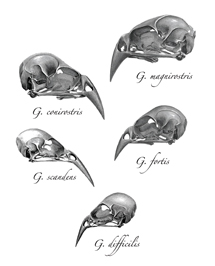 G. magnirostris
G. conirostris
G. fortis
G. scandens
G. difficilis